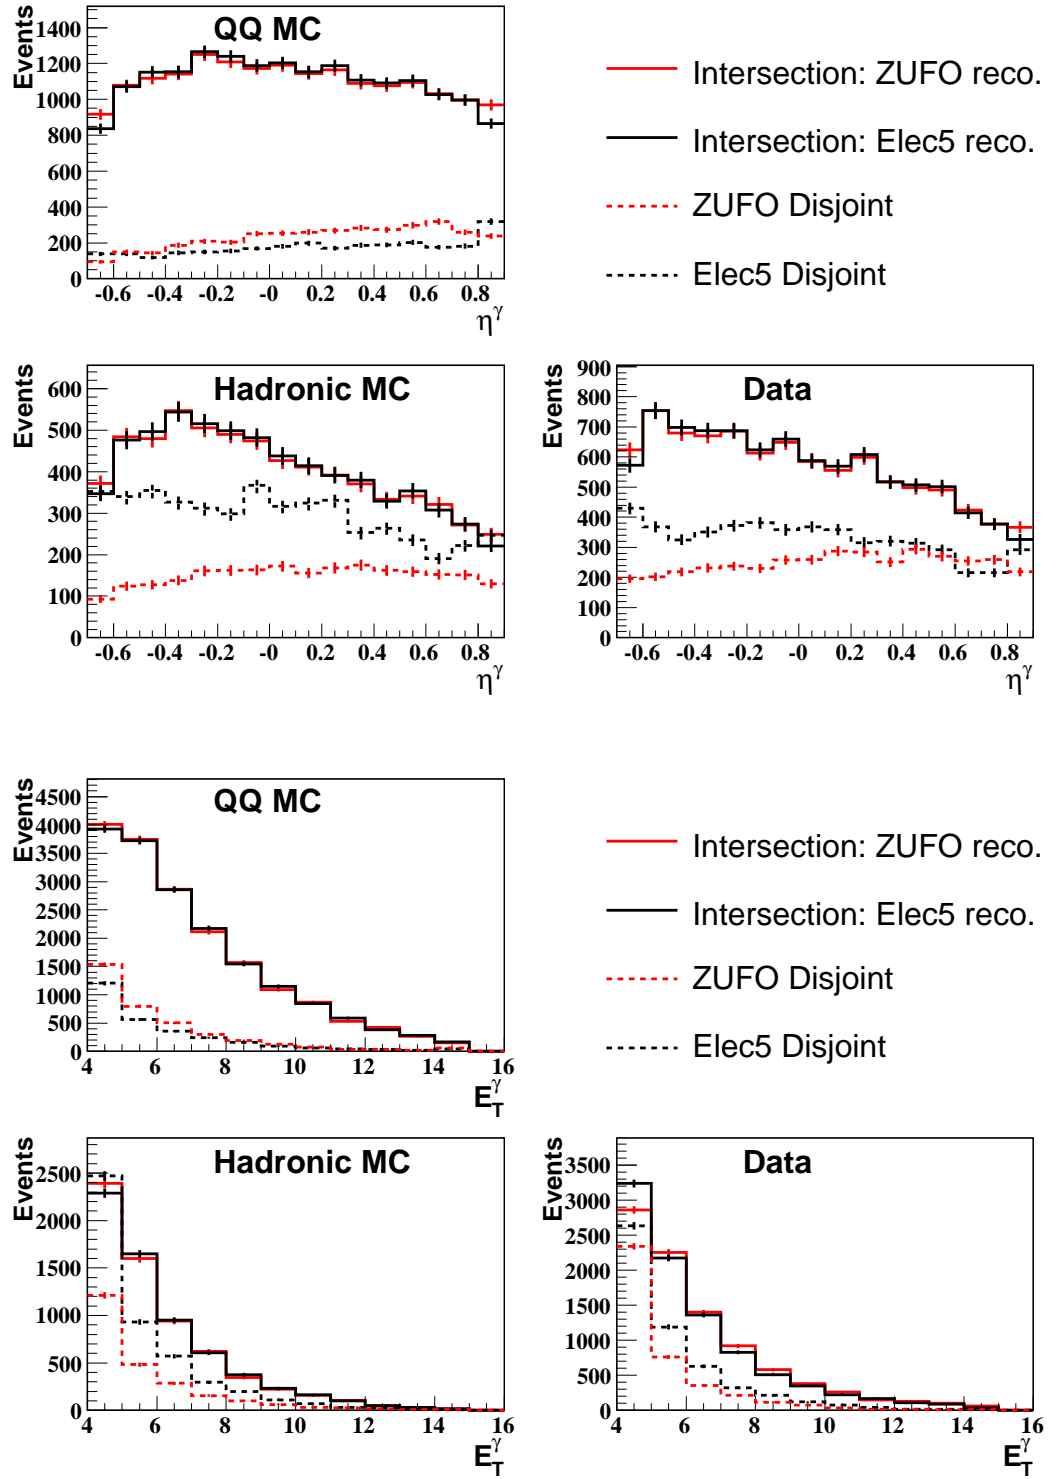 QQ MC
Events
1400
1200
1000
800
600
400
200
0
-0.6 -0.4 -0.2 -0 0.2 0.4 0.6 0.8
η^γ
Intersection: ZUFO reco.
Intersection: Elec5 reco.
ZUFO Disjoint
Elec5 Disjoint
Hadronic MC
Events
600
500
400
300
200
100
0
-0.6 -0.4 -0.2 -0 0.2 0.4 0.6 0.8
η^γ
Data
Events
900
800
700
600
500
400
300
200
100
0
-0.6 -0.4 -0.2 -0 0.2 0.4 0.6 0.8
η^γ
QQ MC
Events
4500
4000
3500
3000
2500
2000
1500
1000
500
0
4 6 8 10 12 14 16
E_T^γ
Intersection: ZUFO reco.
Intersection: Elec5 reco.
ZUFO Disjoint
Elec5 Disjoint
Hadronic MC
Events
2500
2000
1500
1000
500
0
4 6 8 10 12 14 16
E_T^γ
Data
Events
3500
3000
2500
2000
1500
1000
500
0
4 6 8 10 12 14 16
E_T^γ